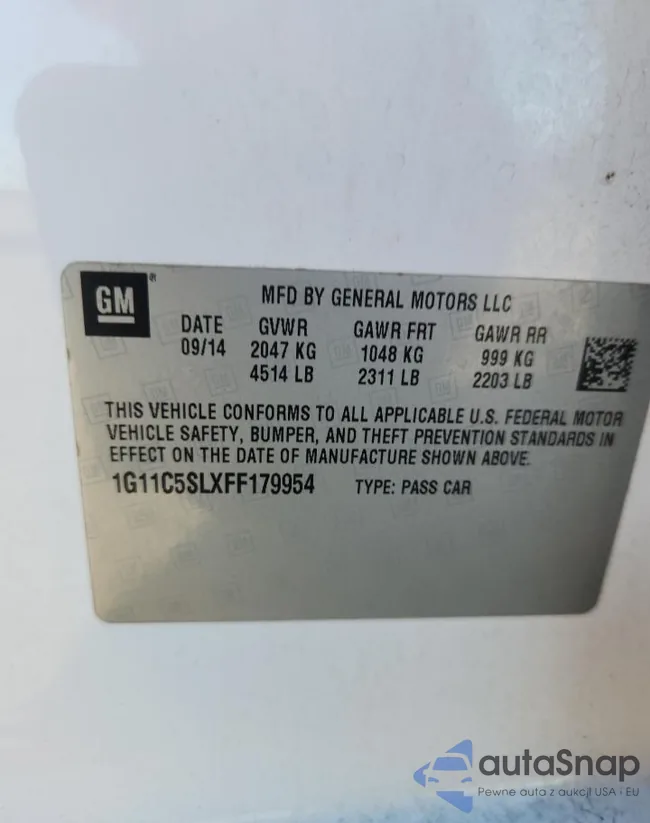 GM ®
MFD BY GENERAL MOTORS LLC
DATE GVWR GAWR FRT GAWR RR
09/14 2047 KG 1048 KG 999 KG
4514 LB 2311 LB 2203 LB
THIS VEHICLE CONFORMS TO ALL APPLICABLE U.S. FEDERAL MOTOR
VEHICLE SAFETY, BUMPER, AND THEFT PREVENTION STANDARDS IN
EFFECT ON THE DATE OF MANUFACTURE SHOWN ABOVE.
1G11C5SLXFF179954 TYPE: PASS CAR
autaSnap
Pewne auta z aukcji USA i EU